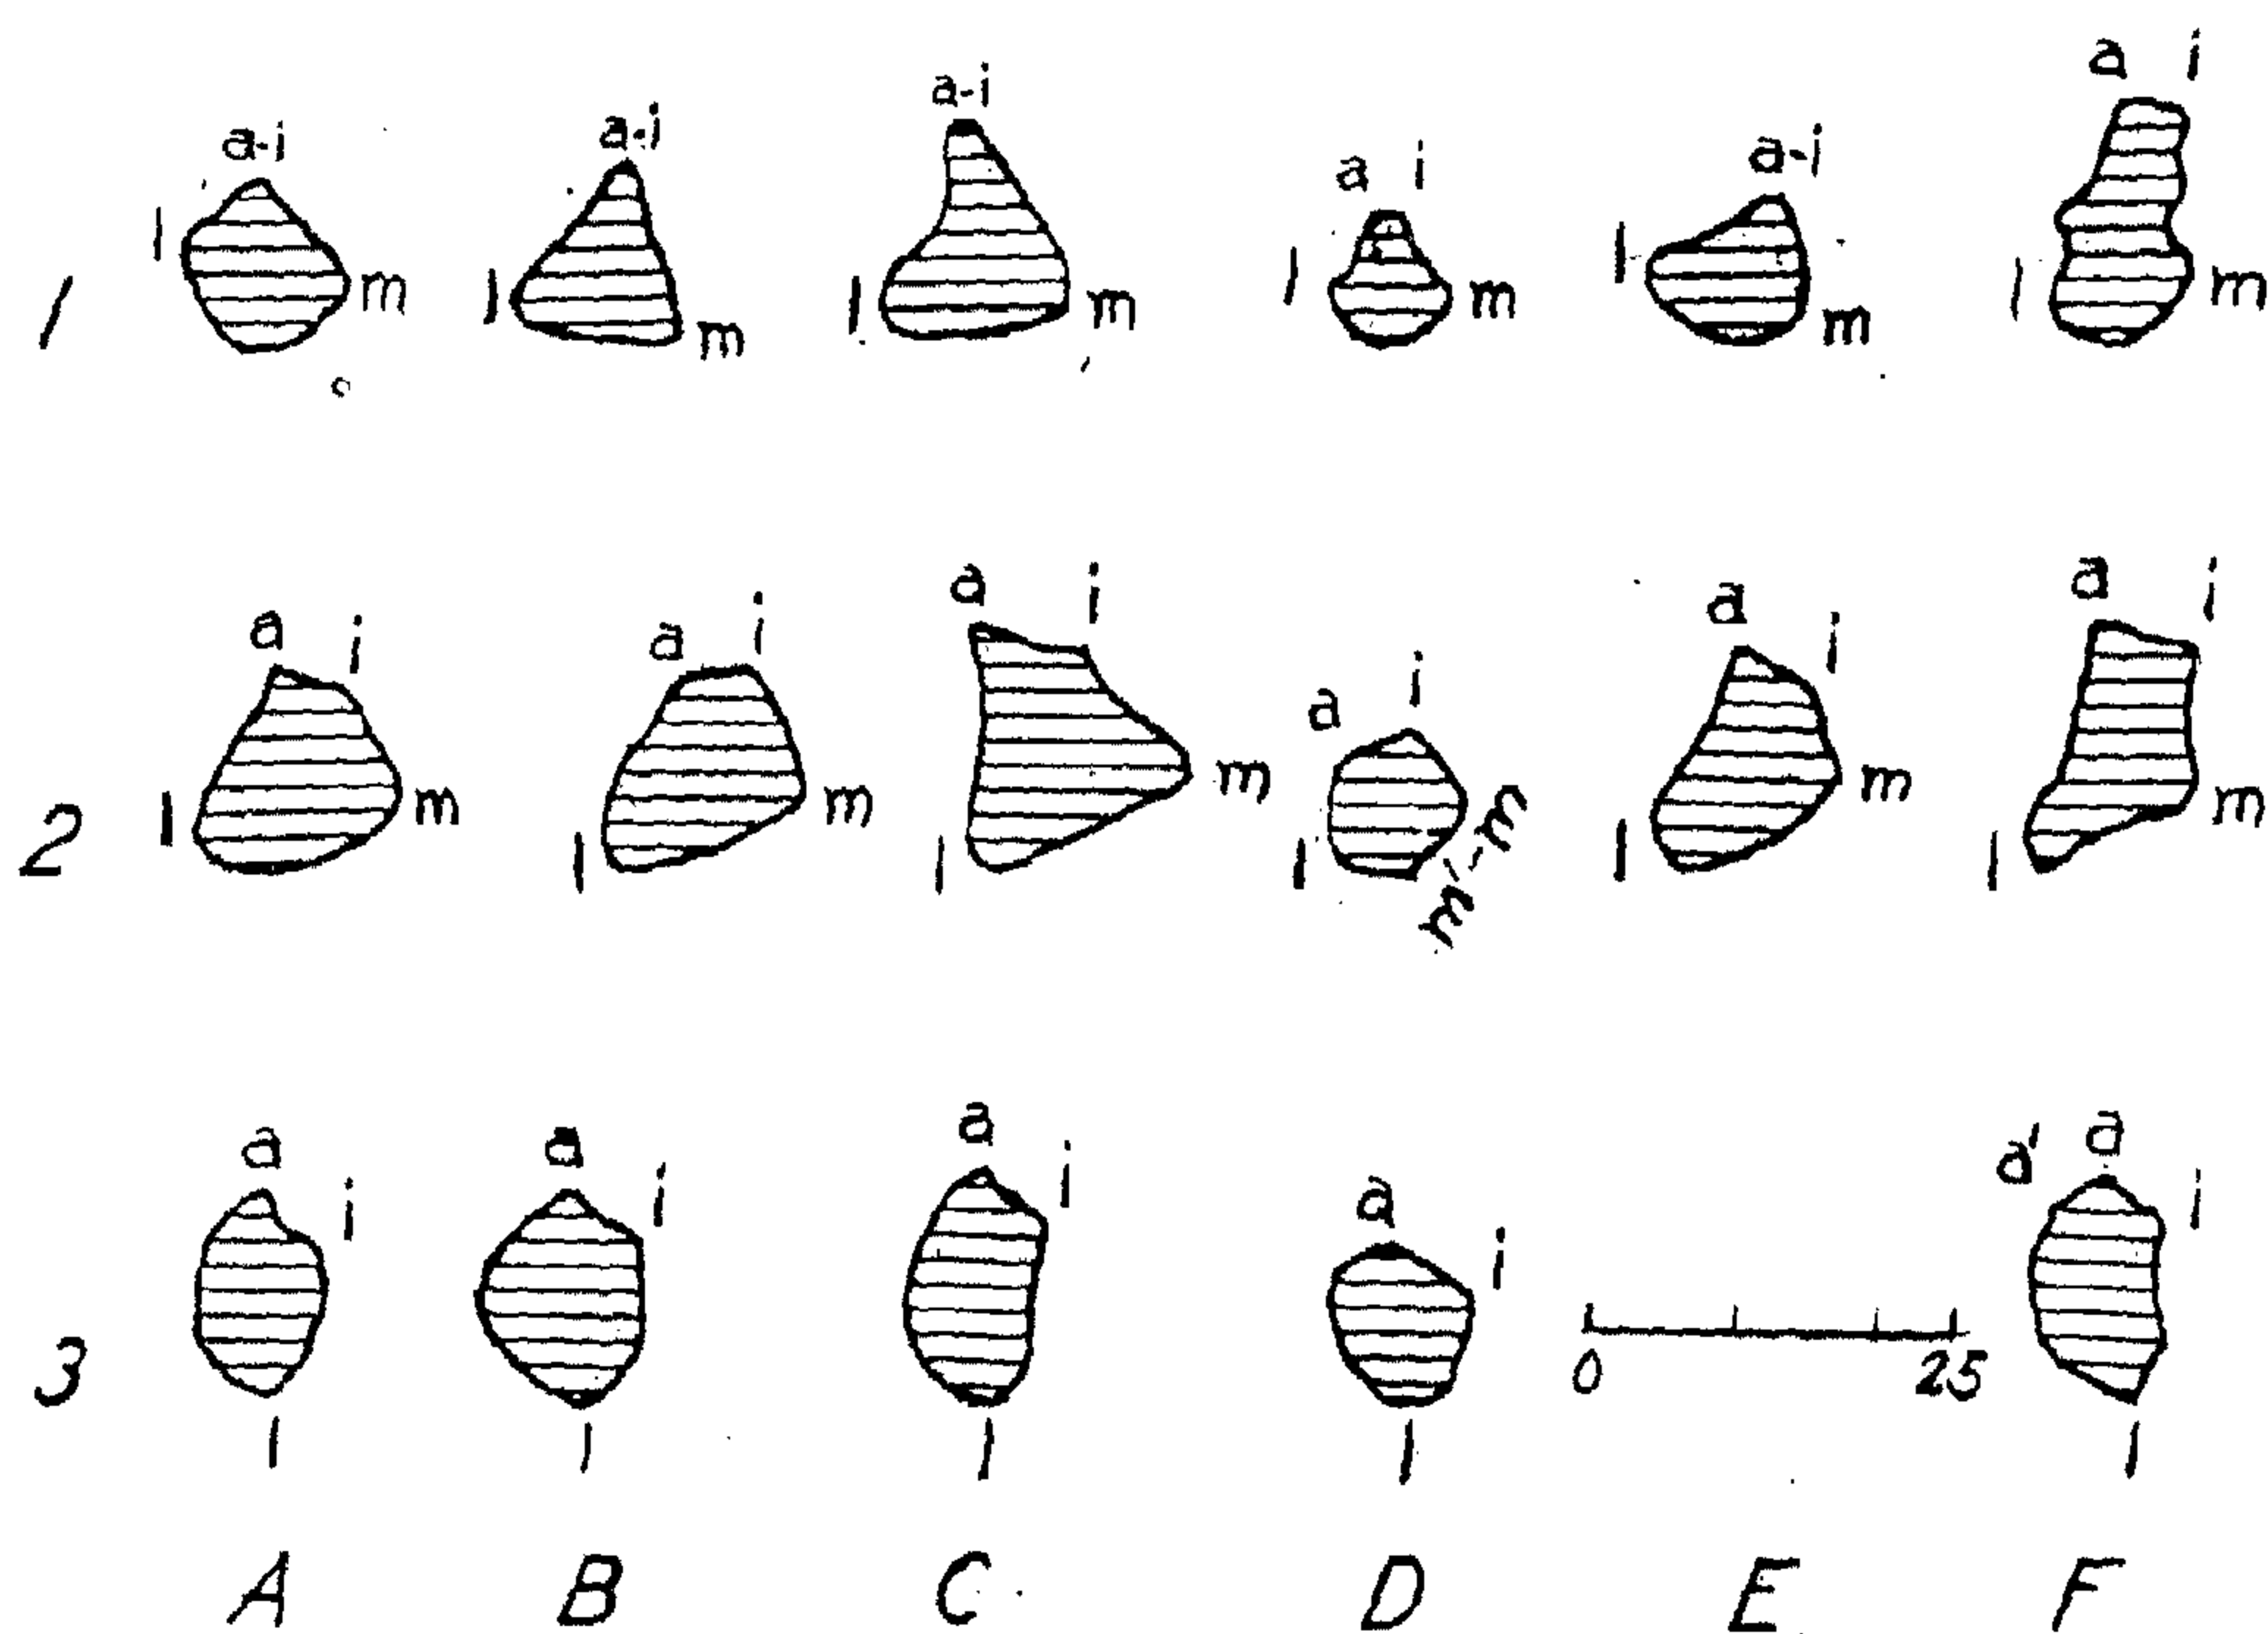 a-i a-i a-i a i a-i a i
1 l m l m l m l m l m l m
a i a i a i a i a i a i
2 l m l m l m l m m l m l m
a i a i a i a i a' a i
3 0 25
l l l l l
A B C D E F